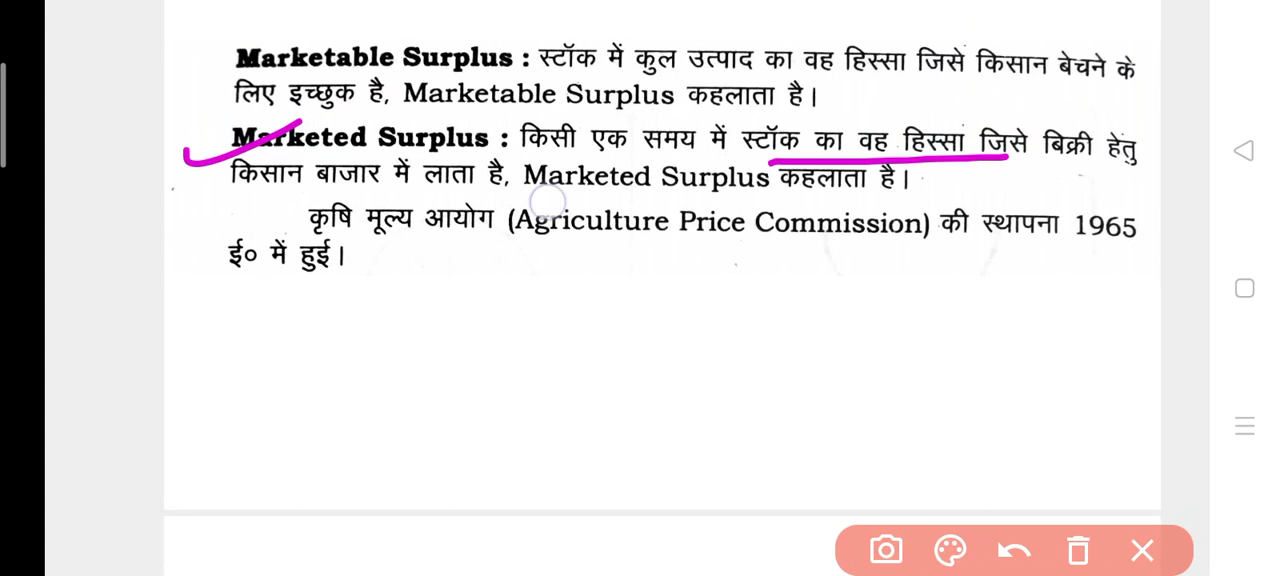 Marketable Surplus : स्टॉक में कुल उत्पाद का वह हिस्सा जिसे किसान बेचने के
लिए इच्छुक है, Marketable Surplus कहलाता है।
Marketed Surplus : किसी एक समय में स्टॉक का वह हिस्सा जिसे बिक्री हेतु
किसान बाजार में लाता है, Marketed Surplus कहलाता है।
कृषि मूल्य आयोग (Agriculture Price Commission) की स्थापना 1965
ई० में हुई।